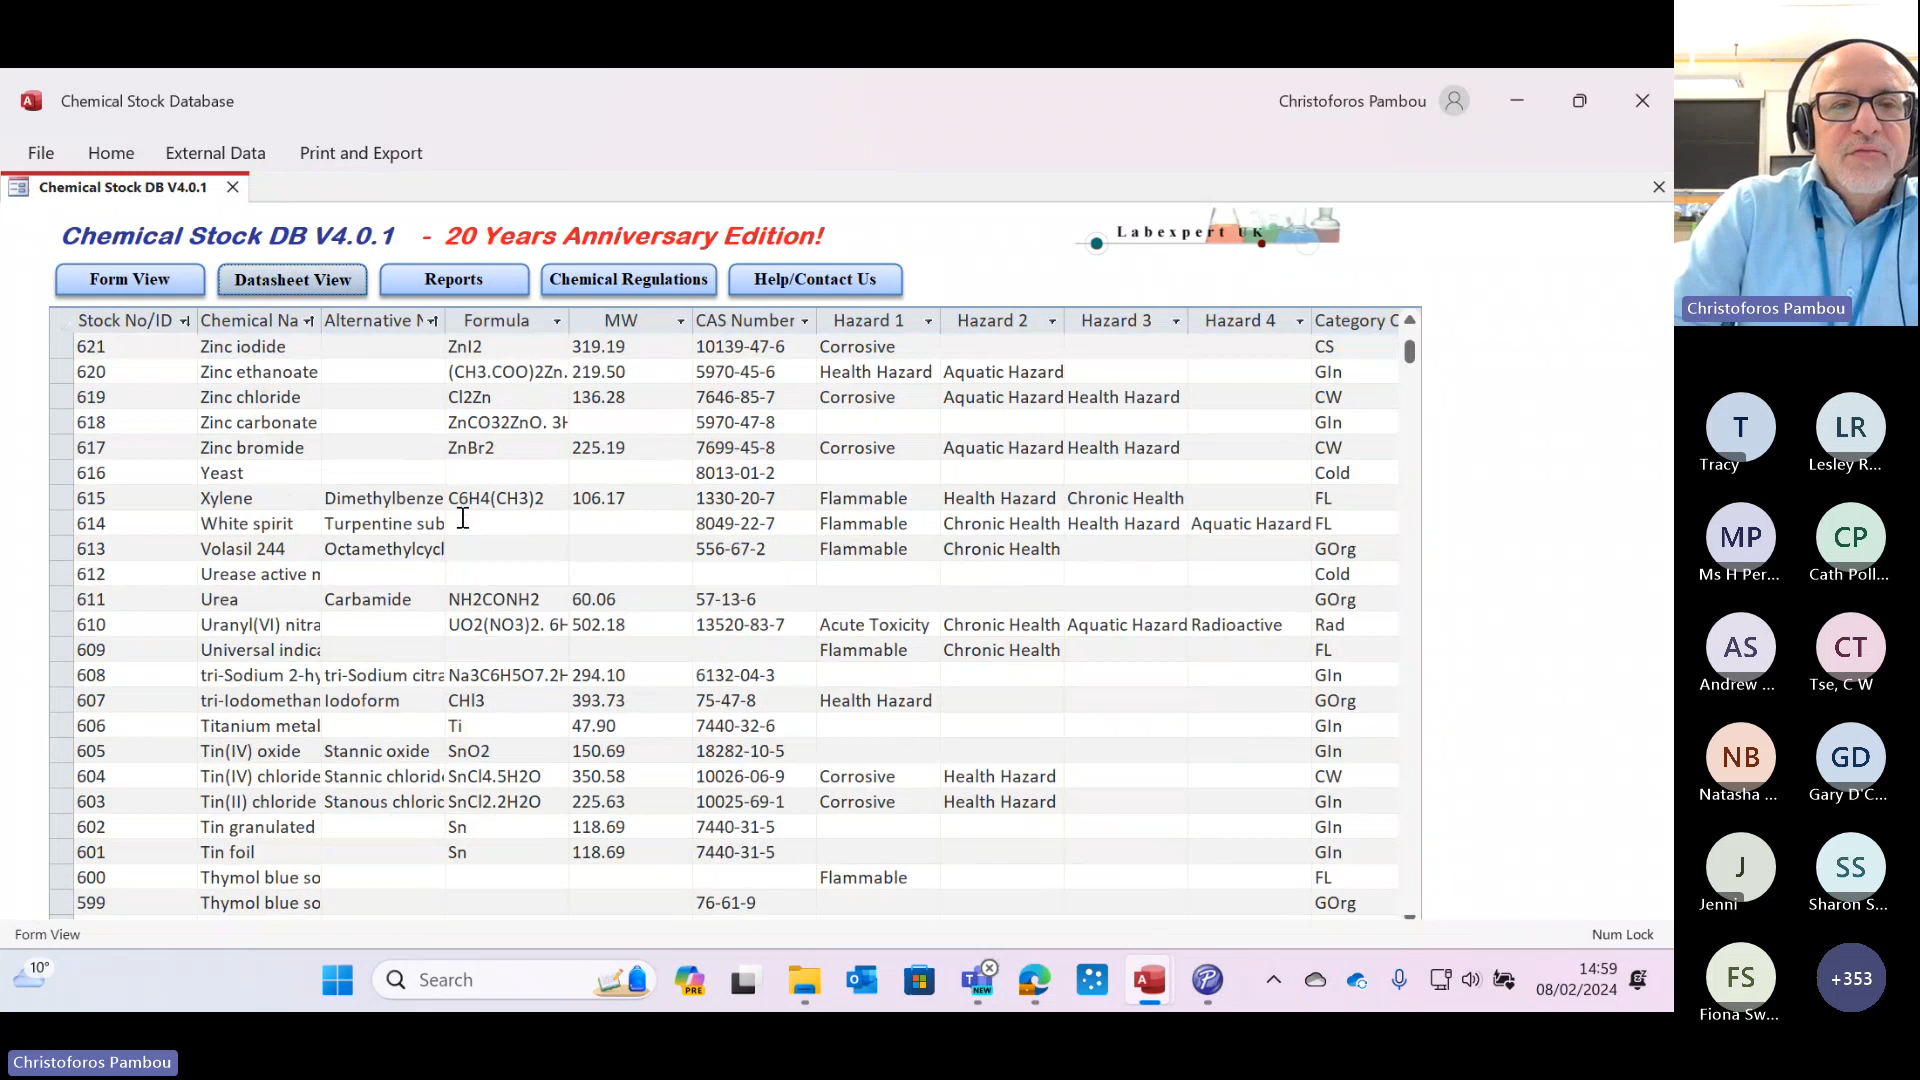 Chemical Stock Database
Christoforos Pambou
File Home External Data Print and Export
Chemical Stock DB V4.0.1
Chemical Stock DB V4.0.1 - 20 Years Anniversary Edition!
Labexpert UK
Form View Datasheet View Reports Chemical Regulations Help/Contact Us
Stock No/ID Chemical Na Alternative N Formula MW CAS Number Hazard 1 Hazard 2 Hazard 3 Hazard 4 Category C
621 Zinc iodide ZnI2 319.19 10139-47-6 Corrosive CS
620 Zinc ethanoate (CH3.COO)2Zn. 219.50 5970-45-6 Health Hazard Aquatic Hazard GIn
619 Zinc chloride Cl2Zn 136.28 7646-85-7 Corrosive Aquatic Hazard Health Hazard CW
618 Zinc carbonate ZnCO32ZnO. 3H 5970-47-8 GIn
617 Zinc bromide ZnBr2 225.19 7699-45-8 Corrosive Aquatic Hazard Health Hazard CW
616 Yeast 8013-01-2 Cold
615 Xylene Dimethylbenze C6H4(CH3)2 106.17 1330-20-7 Flammable Health Hazard Chronic Health FL
614 White spirit Turpentine sub 8049-22-7 Flammable Chronic Health Health Hazard Aquatic Hazard FL
613 Volasil 244 Octamethylcycl 556-67-2 Flammable Chronic Health GOrg
612 Urease active m Cold
611 Urea Carbamide NH2CONH2 60.06 57-13-6 GOrg
610 Uranyl(VI) nitra UO2(NO3)2. 6H 502.18 13520-83-7 Acute Toxicity Chronic Health Aquatic Hazard Radioactive Rad
609 Universal indica Flammable Chronic Health FL
608 tri-Sodium 2-hy tri-Sodium citra Na3C6H5O7.2H 294.10 6132-04-3 GIn
607 tri-Iodomethan Iodoform CHI3 393.73 75-47-8 Health Hazard GOrg
606 Titanium metal Ti 47.90 7440-32-6 GIn
605 Tin(IV) oxide Stannic oxide SnO2 150.69 18282-10-5 GIn
604 Tin(IV) chloride Stannic chlorid SnCl4.5H2O 350.58 10026-06-9 Corrosive Health Hazard CW
603 Tin(II) chloride Stanous chloric SnCl2.2H2O 225.63 10025-69-1 Corrosive Health Hazard GIn
602 Tin granulated Sn 118.69 7440-31-5 GIn
601 Tin foil Sn 118.69 7440-31-5 GIn
600 Thymol blue so Flammable FL
599 Thymol blue so 76-61-9 GOrg
Form View Num Lock
10° Search PRE NEW 14:59
08/02/2024
Christoforos Pambou
Christoforos Pambou
T LR
Tracy Lesley R...
MP CP
Ms H Per... Cath Poll...
AS CT
Andrew ... Tse, C W
NB GD
Natasha ... Gary D'C...
J SS
Jenni Sharon S...
FS +353
Fiona Sw...